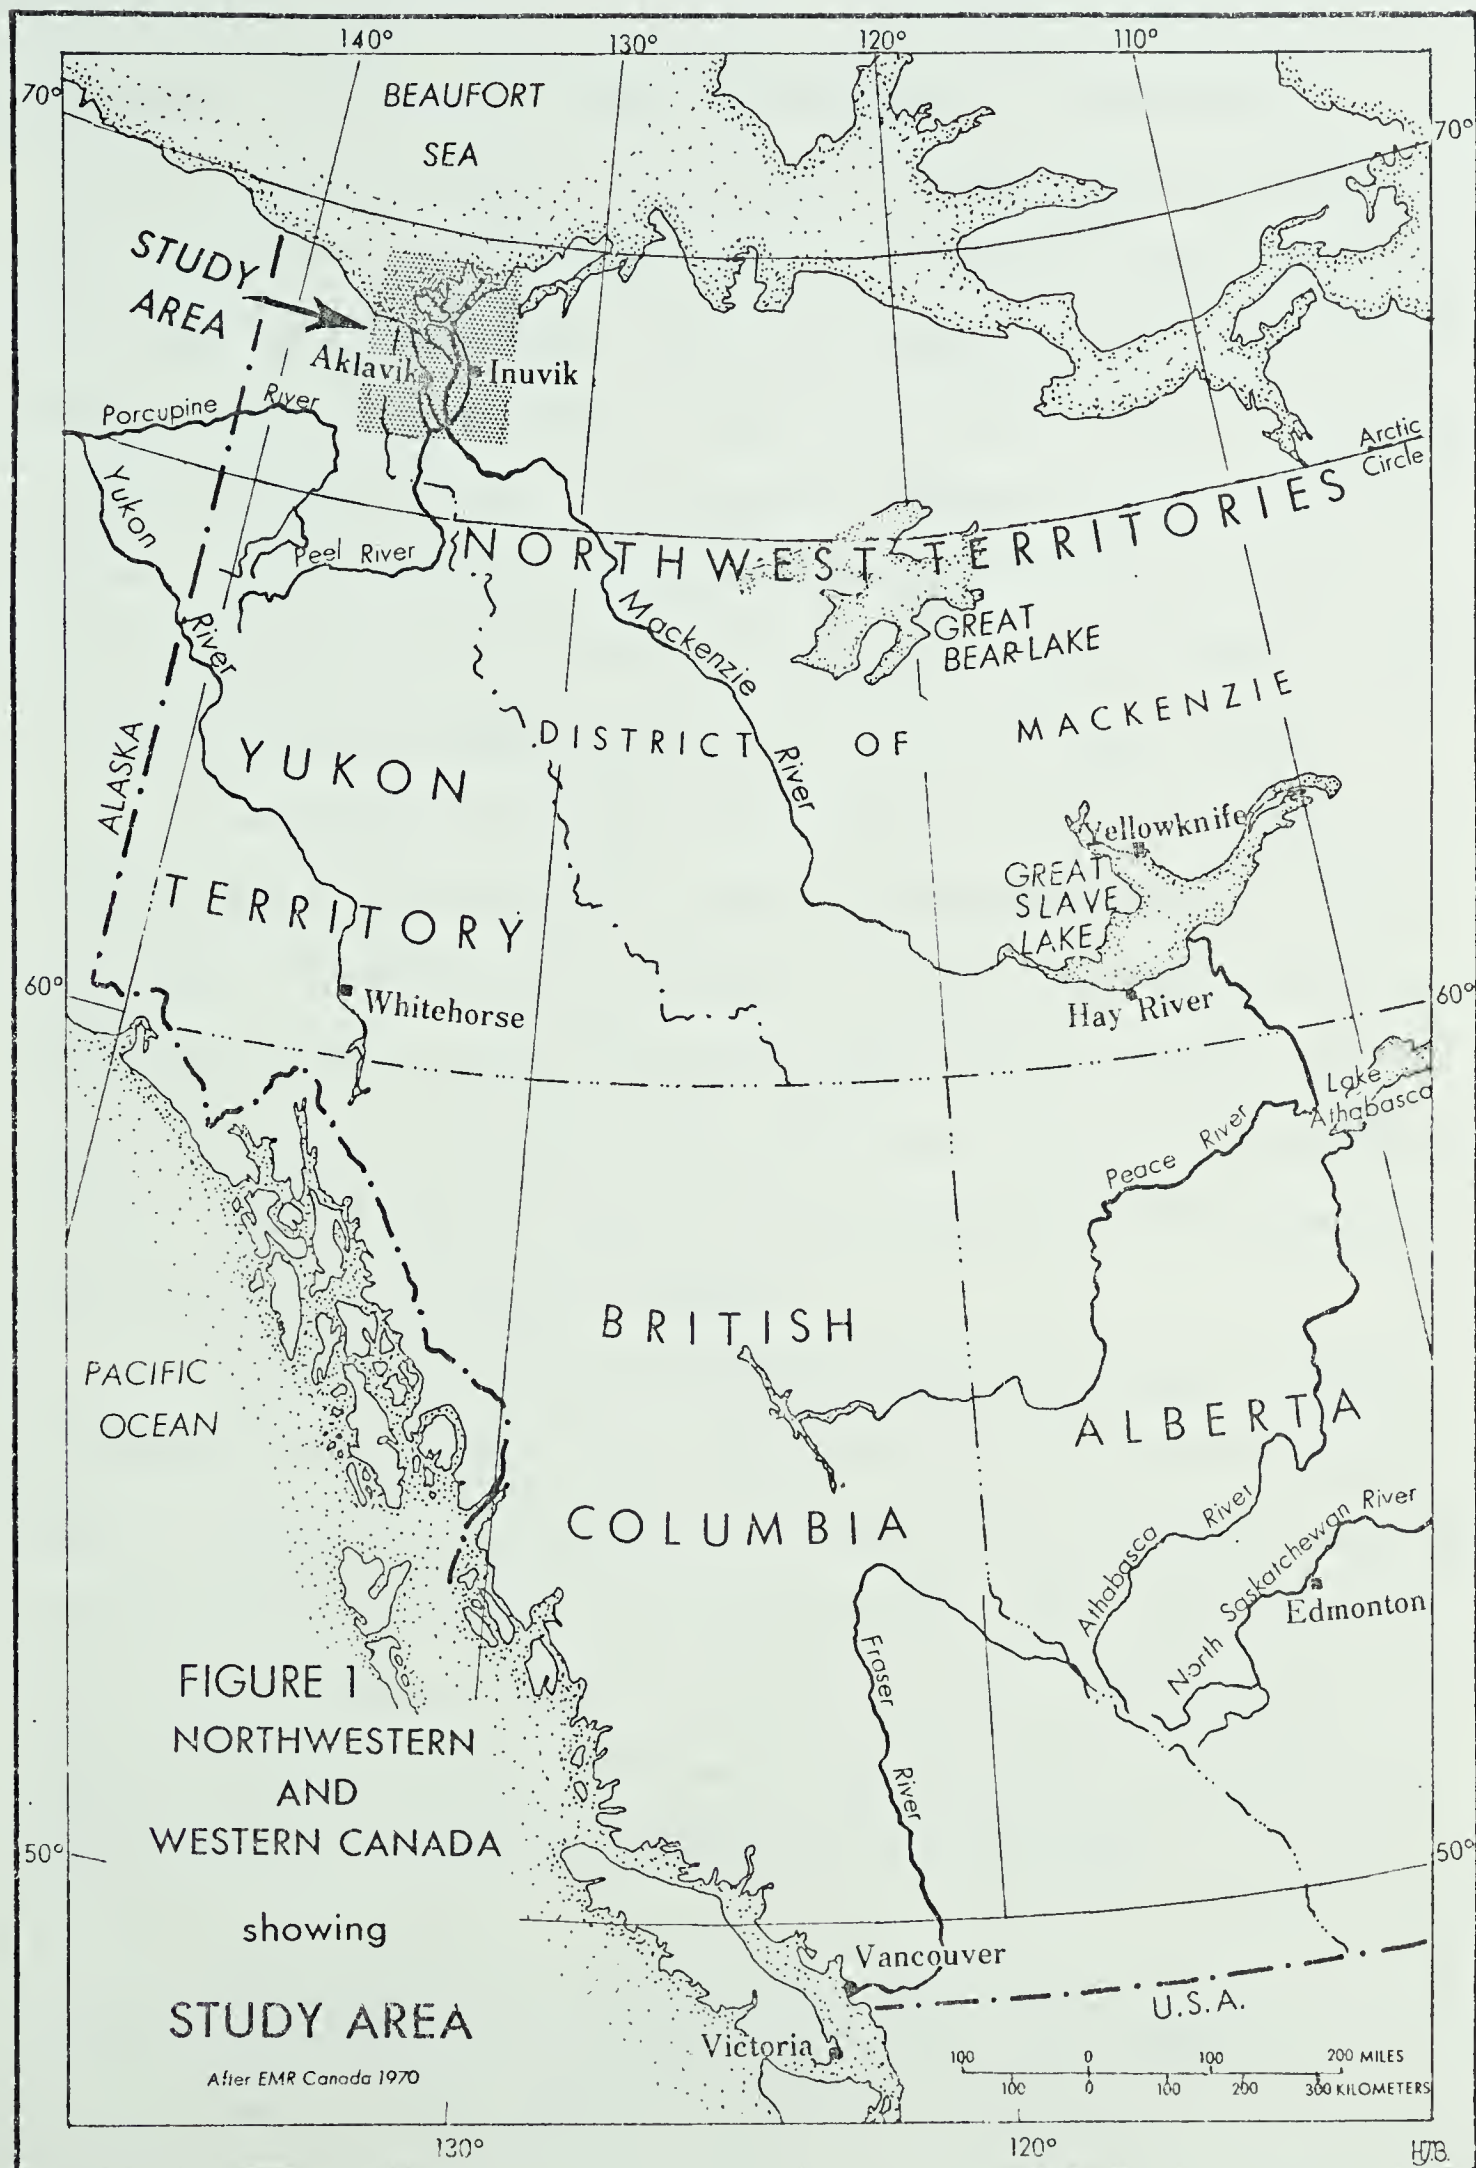 140°
130°
120°
110°
70°
BEAUFORT
SEA
70°
STUDY
AREA
Aklavik
Inuvik
Porcupine River
Arctic
Circle
Yukon
River
Peel River
NORTHWEST TERRITORIES
Mackenzie
River
GREAT
BEAR LAKE
DISTRICT OF MACKENZIE
ALASKA
YUKON
TERRITORY
Yellowknife
GREAT
SLAVE
LAKE
60°
Whitehorse
Hay River
60°
Lake
Athabasca
Peace River
BRITISH
COLUMBIA
PACIFIC
OCEAN
ALBERTA
Athabasca River
North Saskatchewan River
Edmonton
Fraser
River
FIGURE 1
NORTHWESTERN
AND
WESTERN CANADA
showing
STUDY AREA
After EMR Canada 1970
50°
50°
Vancouver
Victoria
U.S.A.
100 0 100 200 MILES
100 0 100 200 300 KILOMETERS
130°
120°
HJB.